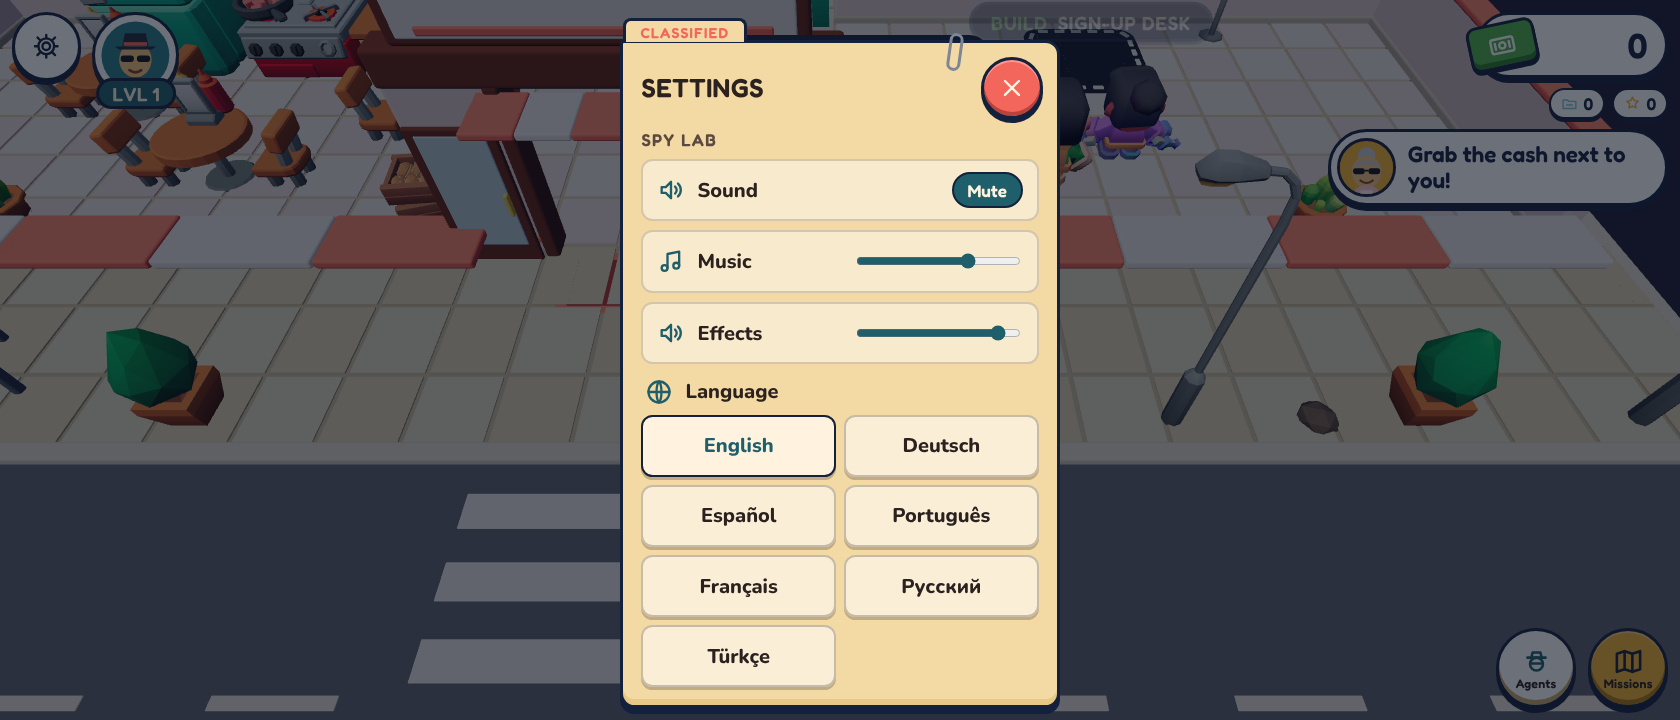 CLASSIFIED
SETTINGS
SPY LAB
Sound
Mute
Music
Effects
Language
English
Deutsch
Español
Português
Français
Русский
Türkçe
LVL 1
BUILD SIGN-UP DESK
0
0
0
Grab the cash next to
you!
Agents
Missions